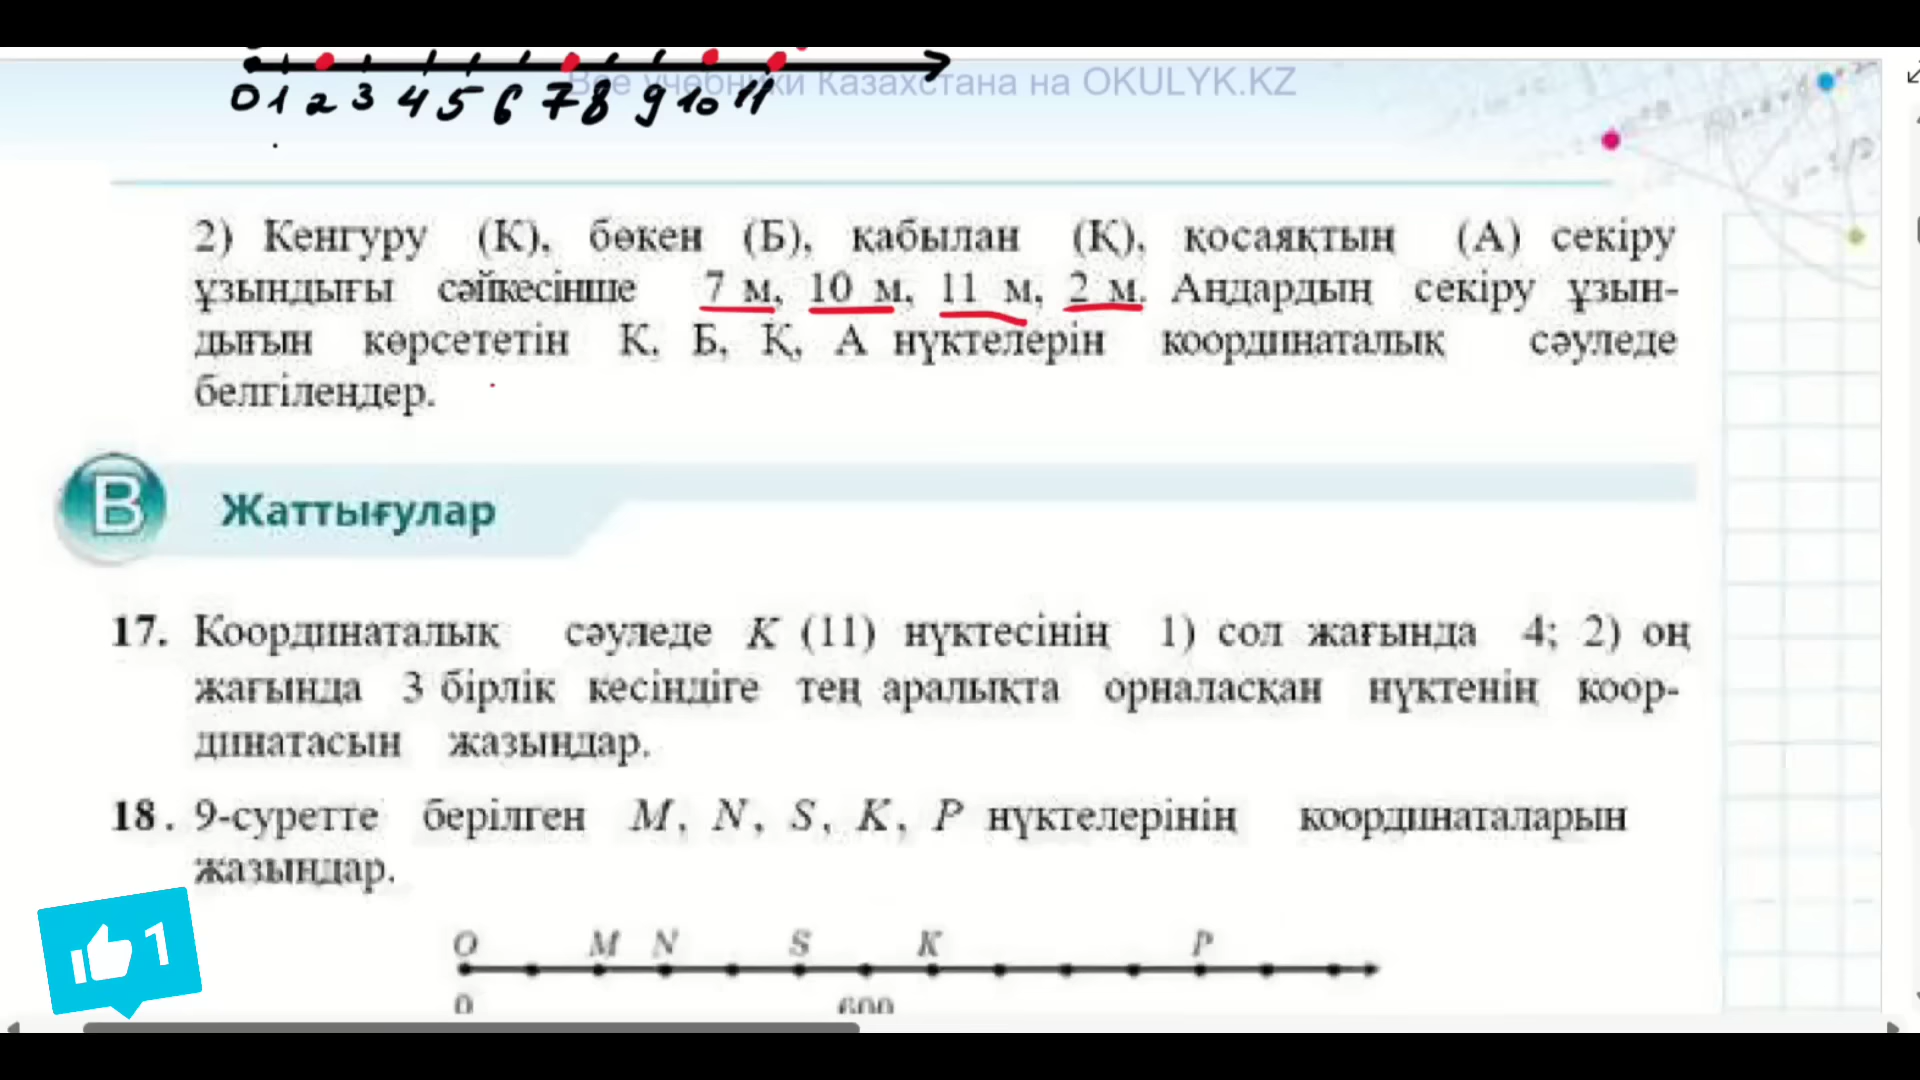 0 1 2 3 4 5 6 7 8 9 10 11
Все учебники Казахстана на OKULYK.KZ
2) Кенгуру (К), бөкен (Б), қабылан (Қ), қосаяқтың (А) секіру
ұзындығы сәйкесінше 7 м, 10 м, 11 м, 2 м. Аңдардың секіру ұзын-
дығын көрсететін К, Б, Қ, А нүктелерін координаталық сәуледе
белгілеңдер.
B Жаттығулар
17. Координаталық сәуледе K (11) нүктесінің 1) сол жағында 4; 2) оң
жағында 3 бірлік кесіндіге тең аралықта орналасқан нүктенің коор-
динатасын жазыңдар.
18. 9-суретте берілген M, N, S, K, P нүктелерінің координаталарын
жазыңдар.
1
O M N S K P
0 600